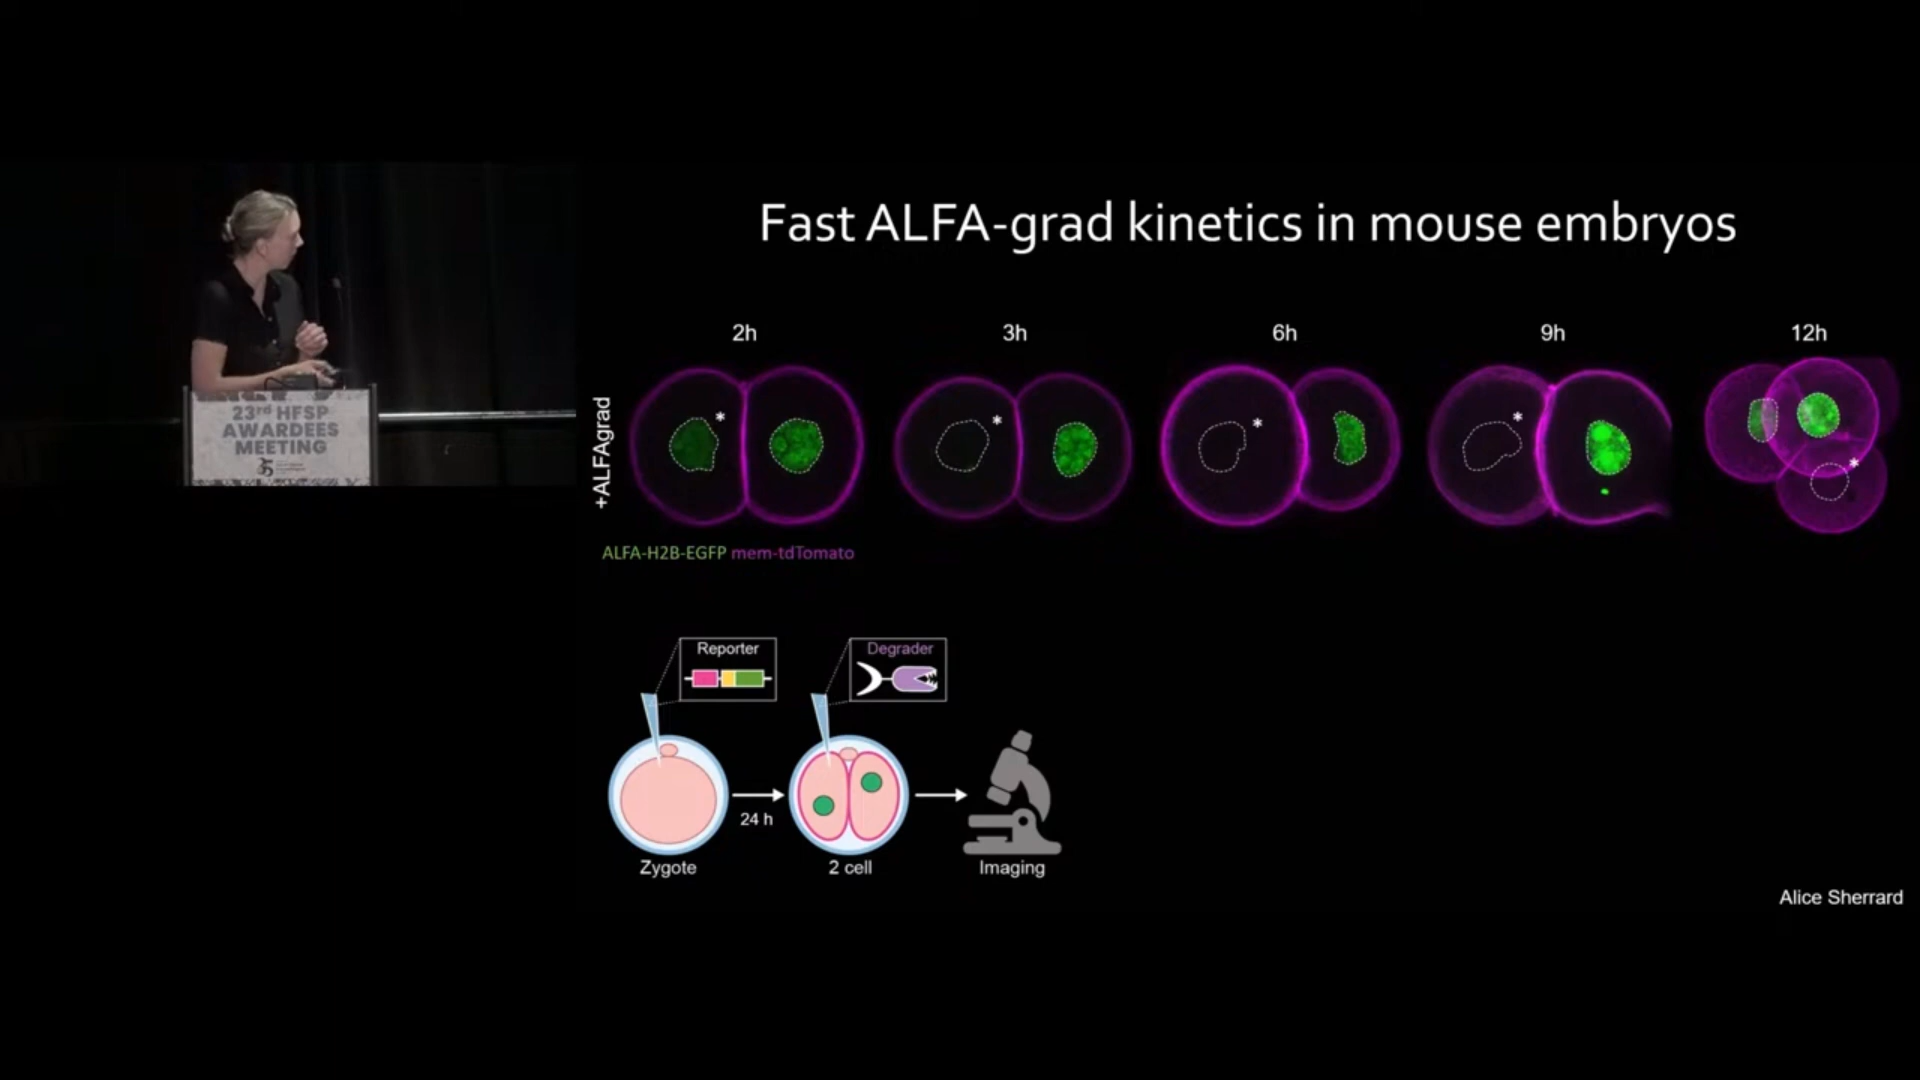 Fast ALFA-grad kinetics in mouse embryos
2h 3h 6h 9h 12h
+ALFAgrad
* * * * *
ALFA-H2B-EGFP mem-tdTomato
23rd HFSP
AWARDEES
MEETING
35
Reporter
Degrader
24 h
Zygote
2 cell
Imaging
Alice Sherrard